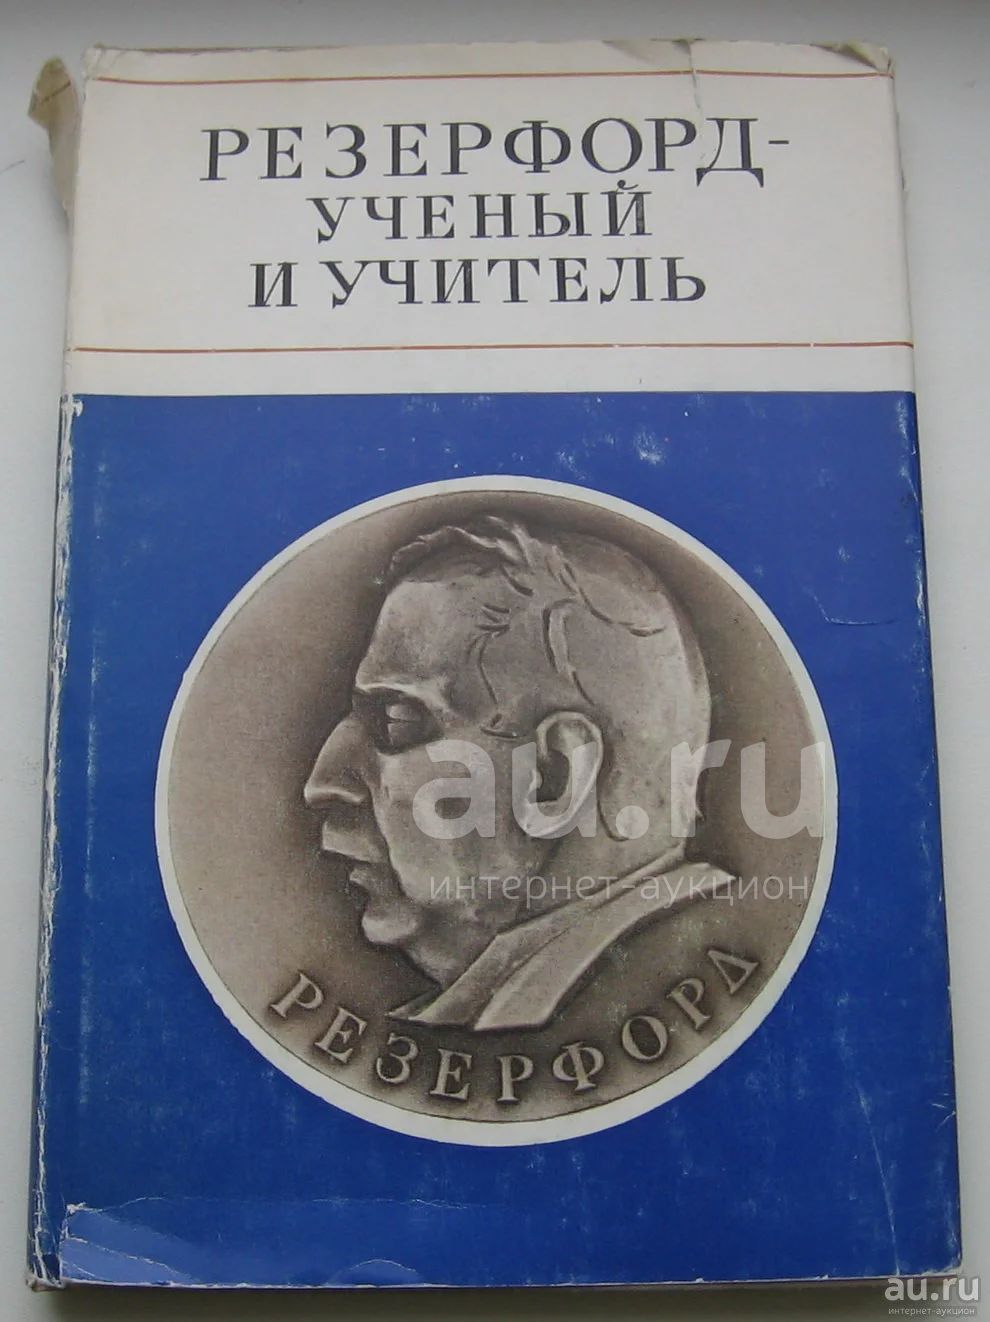 РЕЗЕРФОРД-
УЧЕНЫЙ
И УЧИТЕЛЬ
au.ru
интернет-аукцион
РЕЗЕРФОРД
au.ru
интернет-аукцион